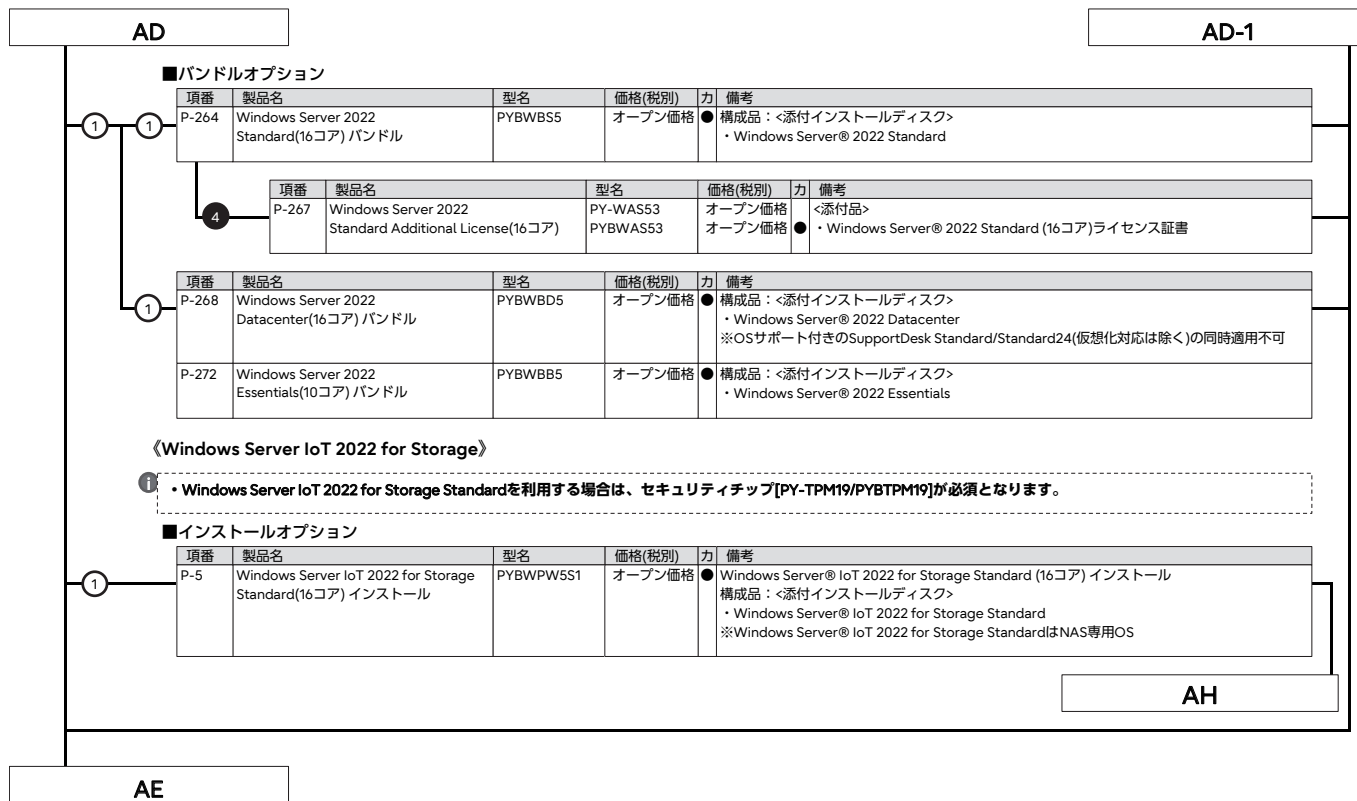 AD
AD-1
■バンドルオプション
項番 製品名 型名 価格(税別) カ 備考
1 1 P-264 Windows Server 2022 PYBWBS5 オープン価格 ● 構成品：<添付インストールディスク>
Standard(16コア) バンドル ・Windows Server® 2022 Standard
項番 製品名 型名 価格(税別) カ 備考
4 P-267 Windows Server 2022 PY-WAS53 オープン価格 <添付品>
Standard Additional License(16コア) PYBWAS53 オープン価格 ● ・Windows Server® 2022 Standard (16コア)ライセンス証書
項番 製品名 型名 価格(税別) カ 備考
1 P-268 Windows Server 2022 PYBWBD5 オープン価格 ● 構成品：<添付インストールディスク>
Datacenter(16コア) バンドル ・Windows Server® 2022 Datacenter
※OSサポート付きのSupportDesk Standard/Standard24(仮想化対応は除く)の同時適用不可
P-272 Windows Server 2022 PYBWBB5 オープン価格 ● 構成品：<添付インストールディスク>
Essentials(10コア) バンドル ・Windows Server® 2022 Essentials
《Windows Server IoT 2022 for Storage》
i ・Windows Server IoT 2022 for Storage Standardを利用する場合は、セキュリティチップ[PY-TPM19/PYBTPM19]が必須となります。
■インストールオプション
項番 製品名 型名 価格(税別) カ 備考
1 P-5 Windows Server IoT 2022 for Storage PYBWPW5S1 オープン価格 ● Windows Server® IoT 2022 for Storage Standard (16コア) インストール
Standard(16コア) インストール 構成品：<添付インストールディスク>
・Windows Server® IoT 2022 for Storage Standard
※Windows Server® IoT 2022 for Storage StandardはNAS専用OS
AH
AE